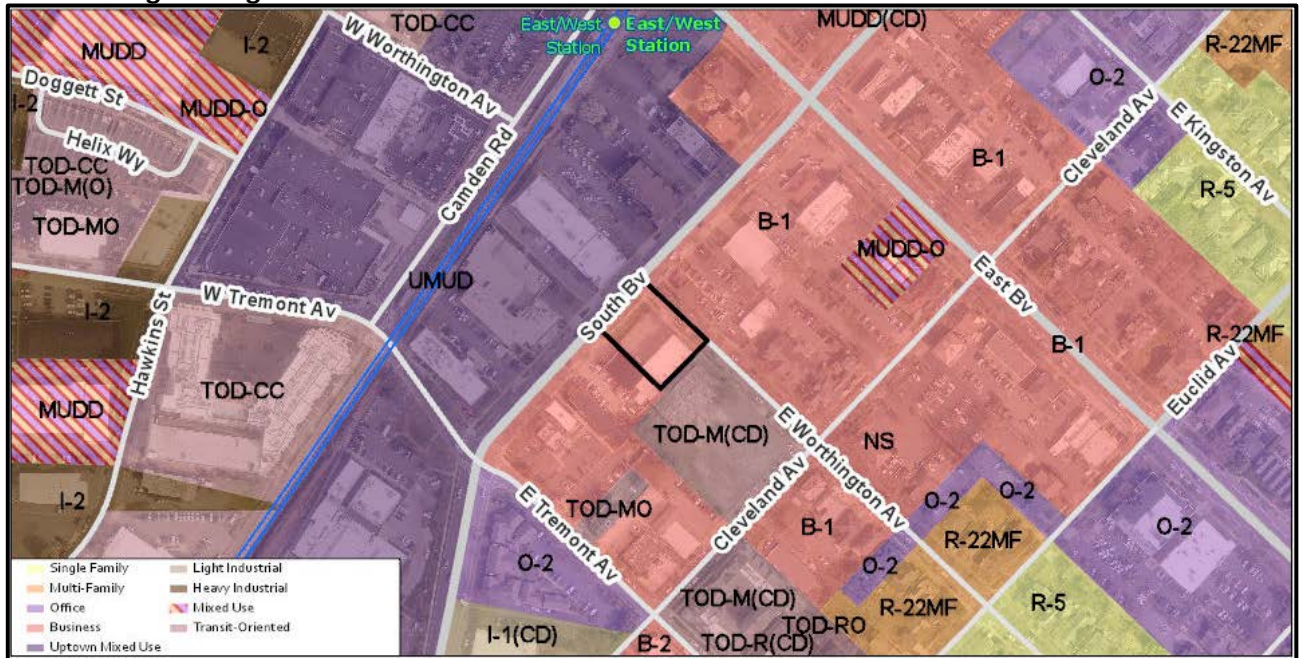 TOD-CC
East/West
Station
East/West
Station
MUDD(CD)
R-22MF
MUDD
I-2
W Worthington Av
O-2
Doggett St
MUDD-O
Cleveland Av
E Kingston Av
I-2
Helix Wy
TOD-CC
TOD-M(O)
TOD-MO
Camden Rd
B-1
R-5
B-1
MUDD-O
East Bv
W Tremont Av
UMUD
South Bv
I-2
Hawkins St
B-1
R-22MF
TOD-CC
Euclid Av
MUDD
TOD-M(CD)
E Worthington Av
NS
I-2
TOD-MO
Cleveland Av
O-2
O-2
B-1
O-2
E Tremont Av
R-22MF
O-2
O-2
TOD-M(CD)
R-22MF
R-5
TOD-RO
I-1(CD)
B-2
TOD-R(CD)
Single Family
Light Industrial
Multi-Family
Heavy Industrial
Office
Mixed Use
Business
Transit-Oriented
Uptown Mixed Use